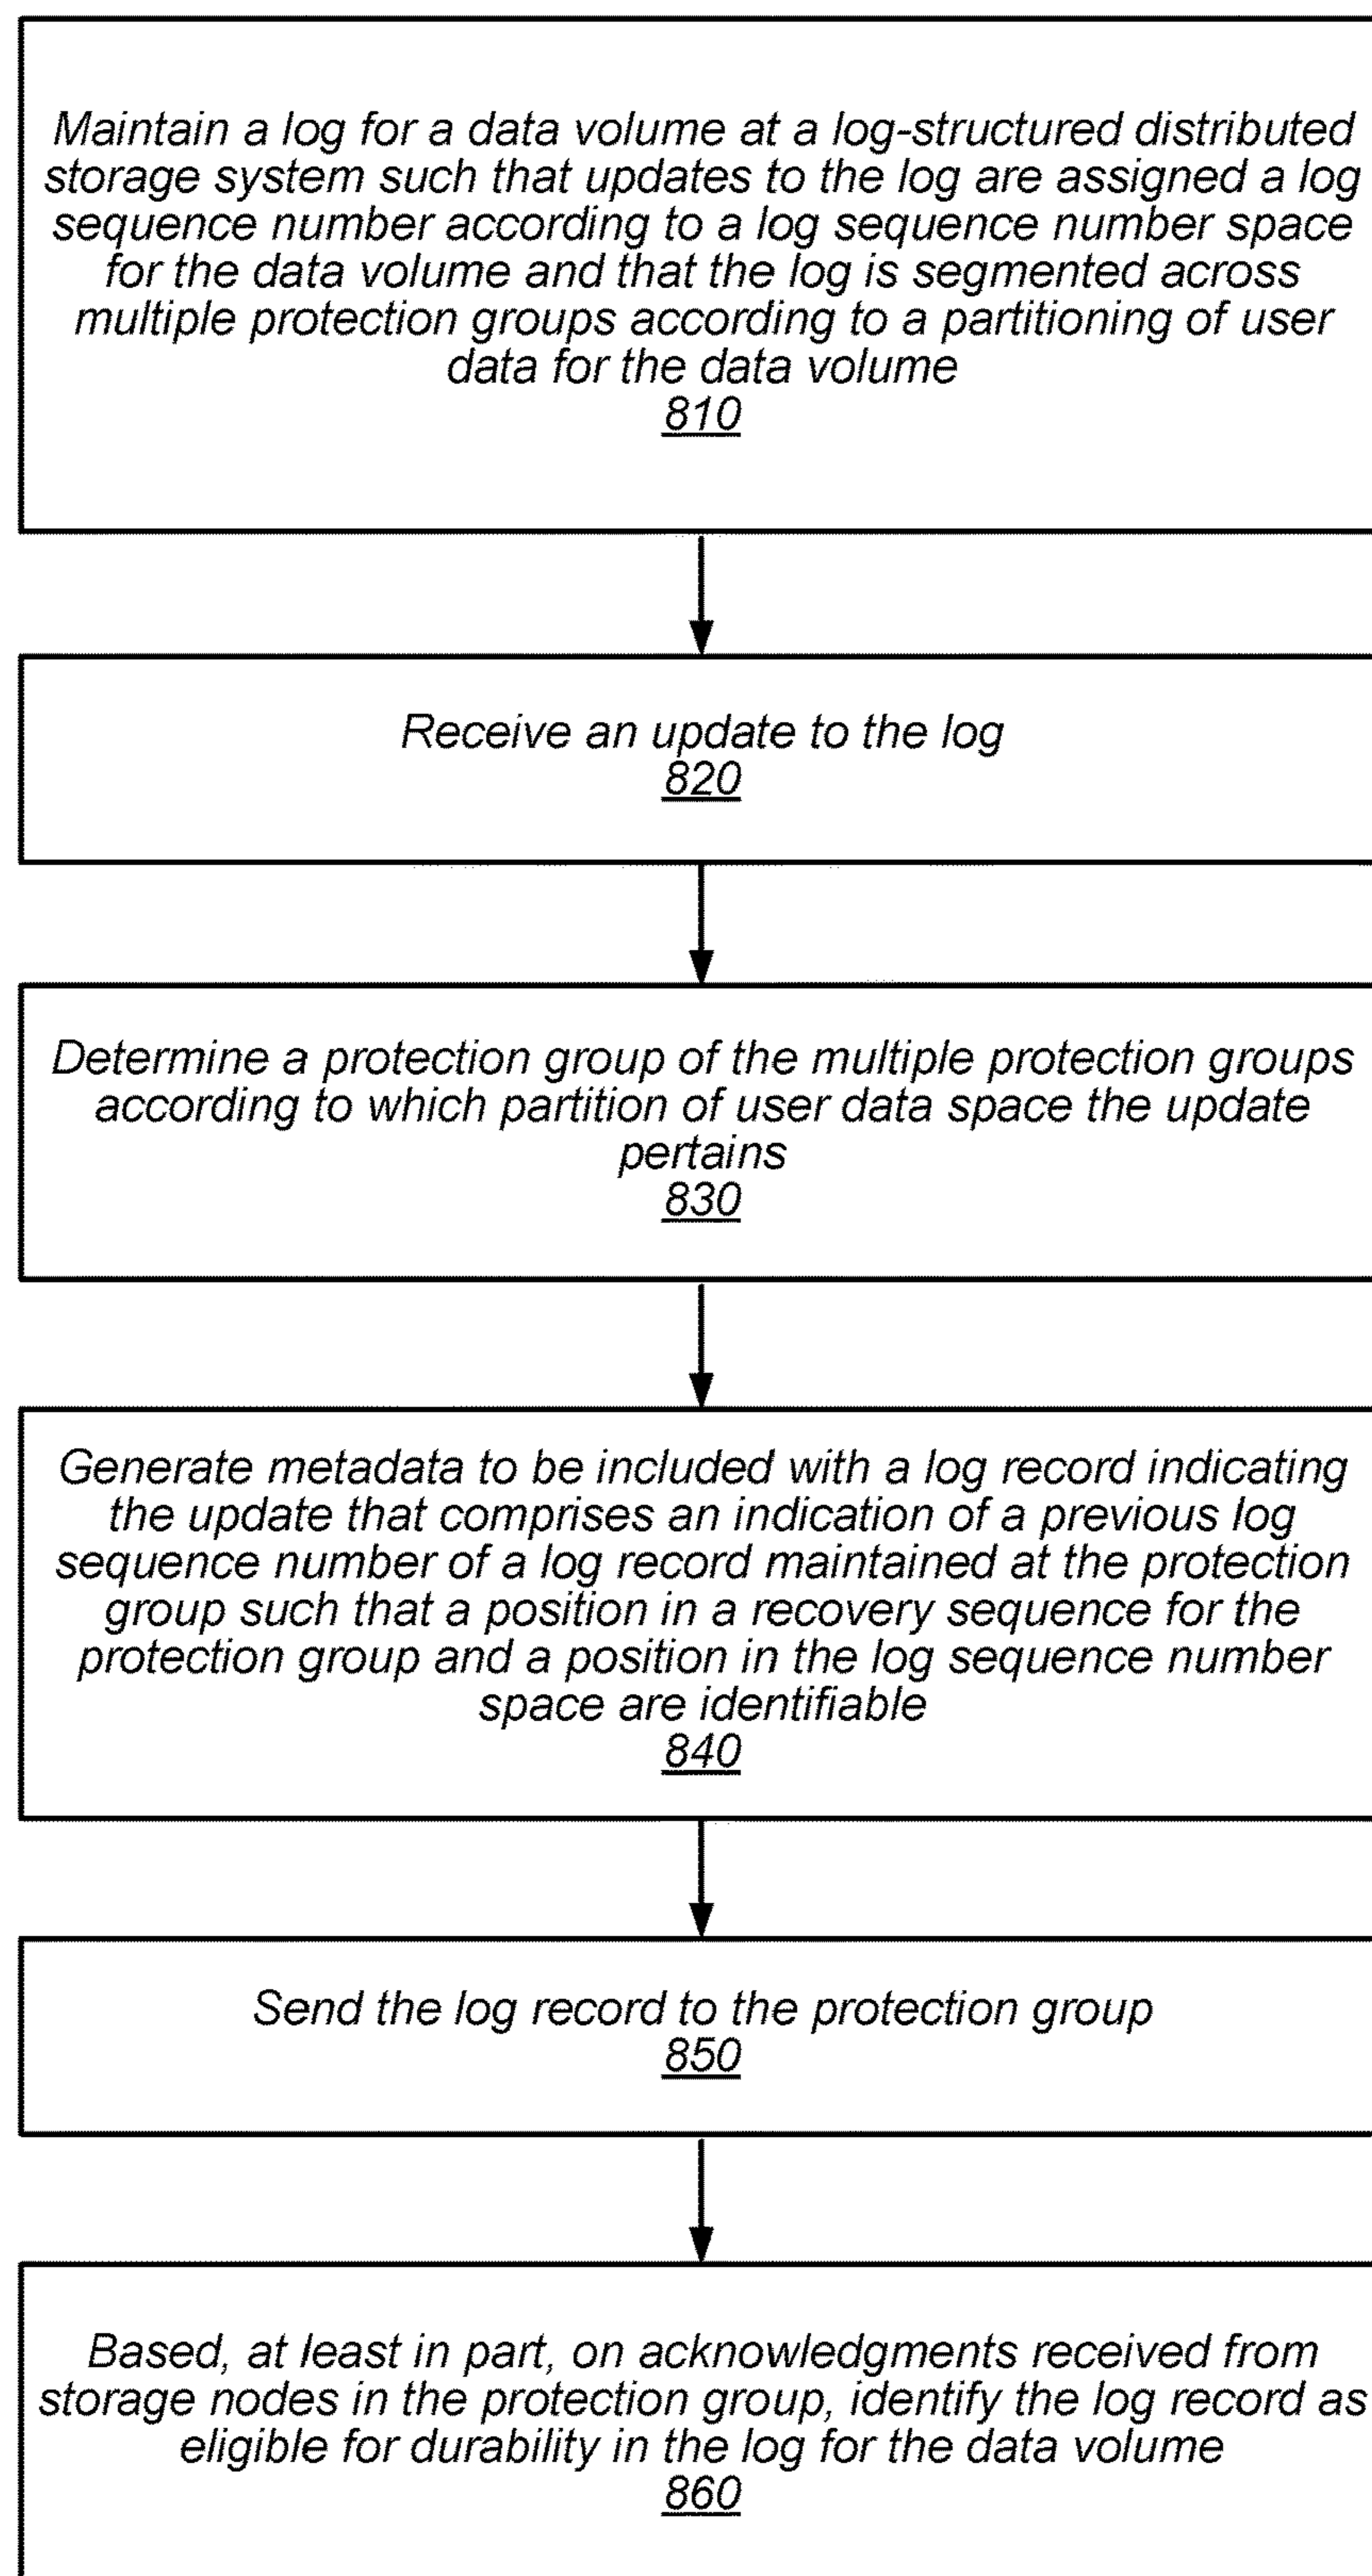 Maintain a log for a data volume at a log-structured distributed
storage system such that updates to the log are assigned a log
sequence number according to a log sequence number space
for the data volume and that the log is segmented across
multiple protection groups according to a partitioning of user
data for the data volume
810
Receive an update to the log
820
Determine a protection group of the multiple protection groups
according to which partition of user data space the update
pertains
830
Generate metadata to be included with a log record indicating
the update that comprises an indication of a previous log
sequence number of a log record maintained at the protection
group such that a position in a recovery sequence for the
protection group and a position in the log sequence number
space are identifiable
840
Send the log record to the protection group
850
Based, at least in part, on acknowledgments received from
storage nodes in the protection group, identify the log record as
eligible for durability in the log for the data volume
860